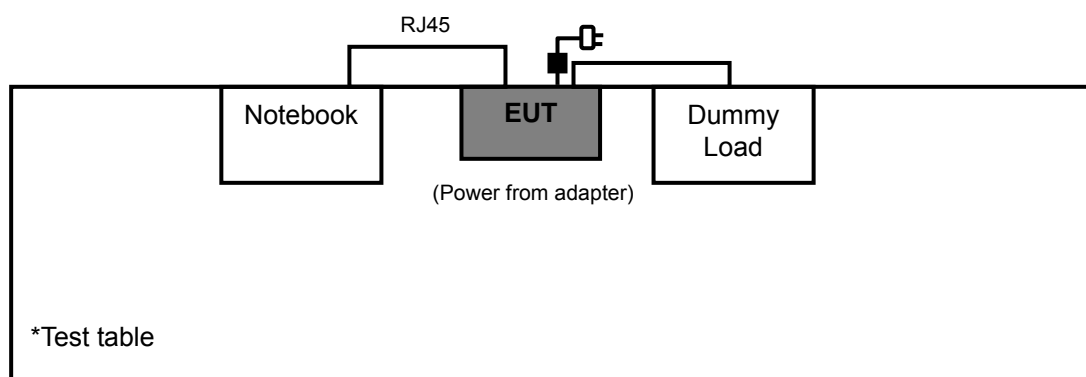 RJ45
Notebook
EUT
Dummy
Load
(Power from adapter)
*Test table